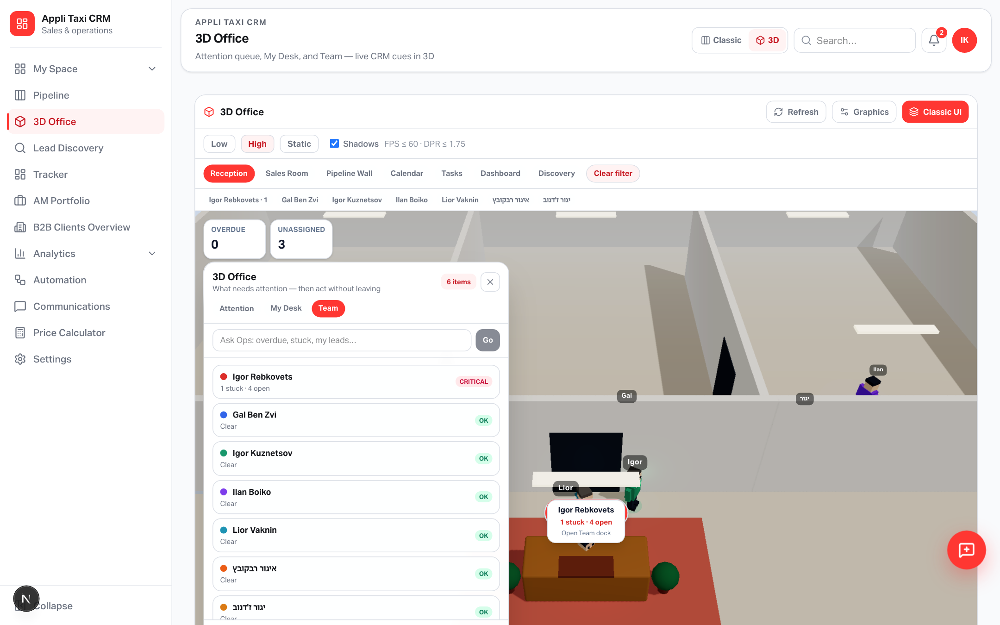 Appli Taxi CRM
Sales & operations
My Space
Pipeline
3D Office
Lead Discovery
Tracker
AM Portfolio
B2B Clients Overview
Analytics
Automation
Communications
Price Calculator
Settings
N
Collapse
APPLI TAXI CRM
3D Office
Attention queue, My Desk, and Team — live CRM cues in 3D
Classic
3D
Search...
2
IK
3D Office
Refresh
Graphics
Classic UI
Low
High
Static
Shadows
FPS ≤ 60 · DPR ≤ 1.75
Reception
Sales Room
Pipeline Wall
Calendar
Tasks
Dashboard
Discovery
Clear filter
Igor Rebkovets · 1
Gal Ben Zvi
Igor Kuznetsov
Ilan Boiko
Lior Vaknin
איגור רבקובץ
יגור ז'דנוב
OVERDUE
0
UNASSIGNED
3
3D Office
What needs attention — then act without leaving
6 items
Attention
My Desk
Team
Ask Ops: overdue, stuck, my leads...
Go
Igor Rebkovets
1 stuck · 4 open
CRITICAL
Gal Ben Zvi
Clear
OK
Igor Kuznetsov
Clear
OK
Ilan Boiko
Clear
OK
Lior Vaknin
Clear
OK
איגור רבקובץ
Clear
OK
יגור ז'דנוב
Clear
OK
Ilan
Gal
יגור
Igor
Lior
Igor Rebkovets
1 stuck · 4 open
Open Team dock